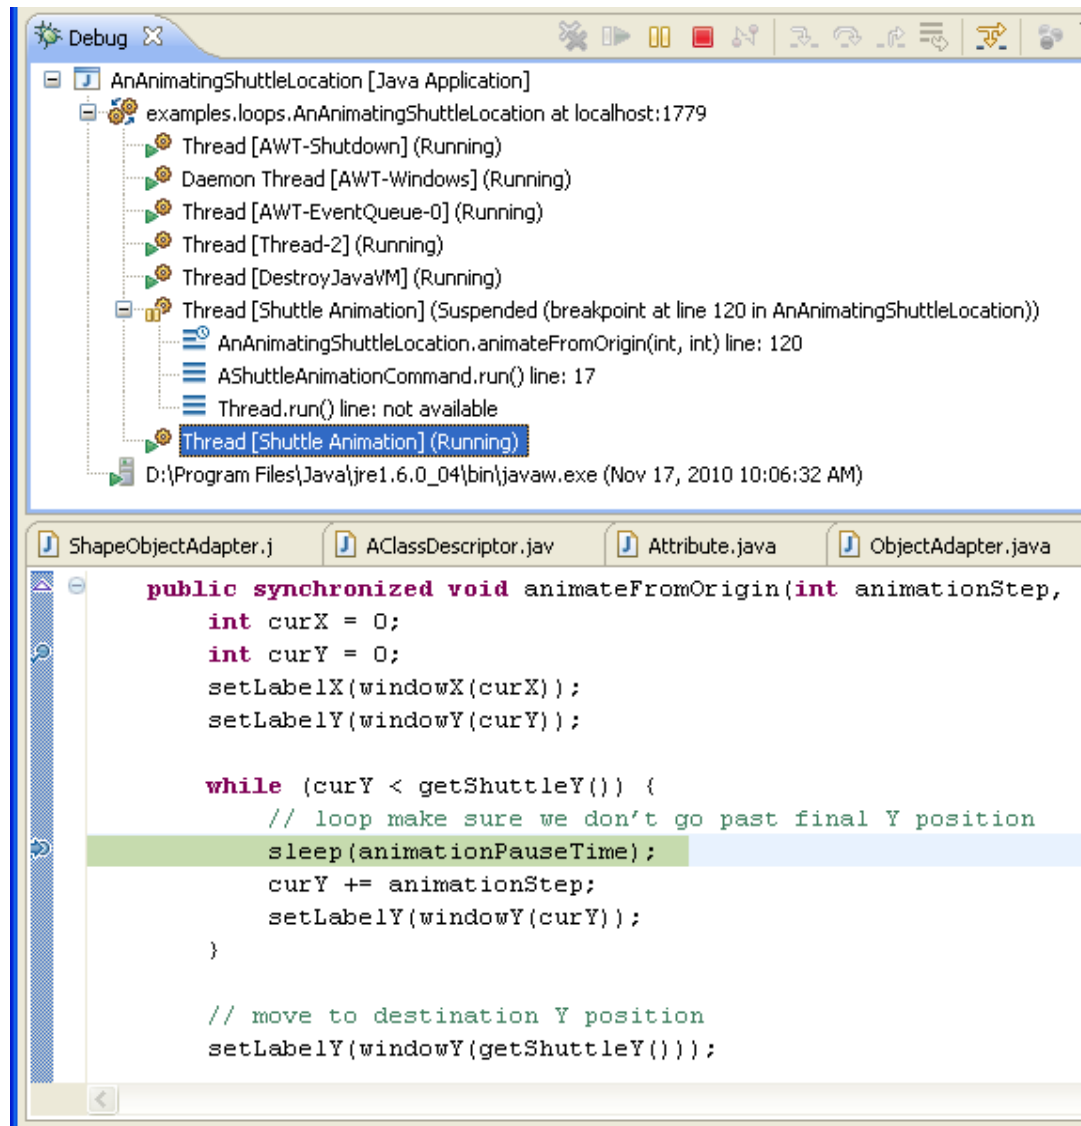 Debug
AnAnimatingShuttleLocation [Java Application]
examples.loops.AnAnimatingShuttleLocation at localhost:1779
Thread [AWT-Shutdown] (Running)
Daemon Thread [AWT-Windows] (Running)
Thread [AWT-EventQueue-0] (Running)
Thread [Thread-2] (Running)
Thread [DestroyJavaVM] (Running)
Thread [Shuttle Animation] (Suspended (breakpoint at line 120 in AnAnimatingShuttleLocation))
AnAnimatingShuttleLocation.animateFromOrigin(int, int) line: 120
AShuttleAnimationCommand.run() line: 17
Thread.run() line: not available
Thread [Shuttle Animation] (Running)
D:\Program Files\Java\jre1.6.0_04\bin\javaw.exe (Nov 17, 2010 10:06:32 AM)
ShapeObjectAdapter.j AClassDescriptor.jav Attribute.java ObjectAdapter.java
public synchronized void animateFromOrigin(int animationStep,
int curX = 0;
int curY = 0;
setLabelX(windowX(curX));
setLabelY(windowY(curY));
while (curY < getShuttleY()) {
// loop make sure we don't go past final Y position
sleep(animationPauseTime);
curY += animationStep;
setLabelY(windowY(curY));
}
// move to destination Y position
setLabelY(windowY(getShuttleY()));